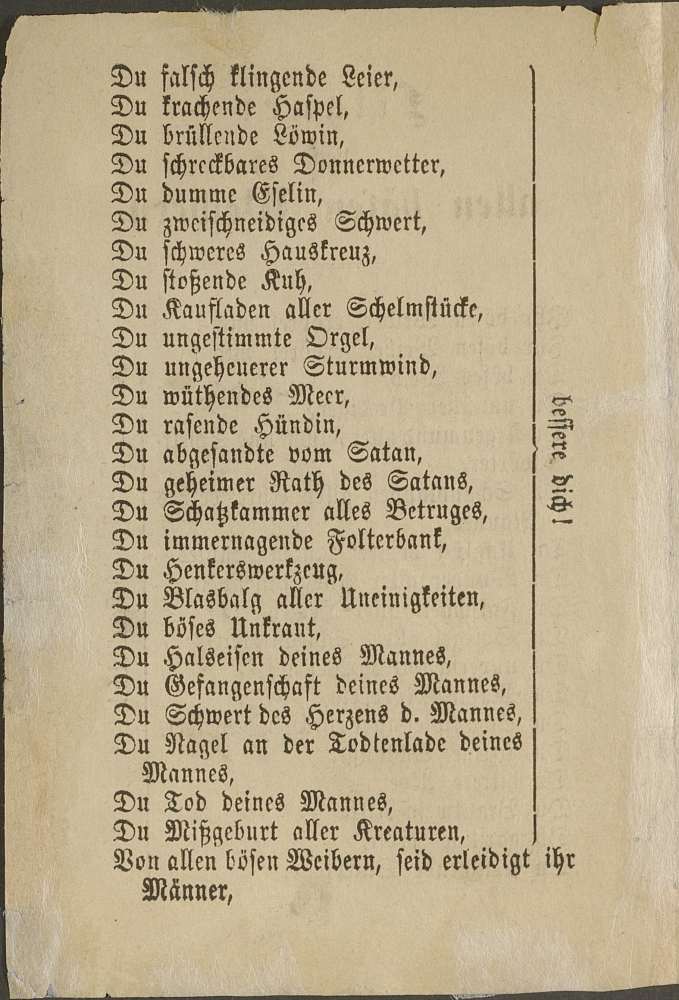 Du falsch klingende Leier,
Du krachende Haspel,
Du brüllende Löwin,
Du schreckbares Donnerwetter,
Du dumme Eselin,
Du zweischneidiges Schwert,
Du schweres Hauskreuz,
Du stoßende Kuh,
Du Kaufladen aller Schelmstücke,
Du ungestimmte Orgel,
Du ungeheuerer Sturmwind,
Du wüthendes Meer,
Du rasende Hündin,
Du abgesandte vom Satan,
Du geheimer Rath des Satans,
Du Schatzkammer alles Betruges,
Du immernagende Folterbank,
Du Henkerswerkzeug,
Du Blasbalg aller Uneinigkeiten,
Du böses Unkraut,
Du Halseisen deines Mannes,
Du Gefangenschaft deines Mannes,
Du Schwert des Herzens d. Mannes,
Du Nagel an der Todtenlade deines
Mannes,
Du Tod deines Mannes,
Du Mißgeburt aller Kreaturen,
bessere dich!
Von allen bösen Weibern, seid erleidigt ihr
Männer,